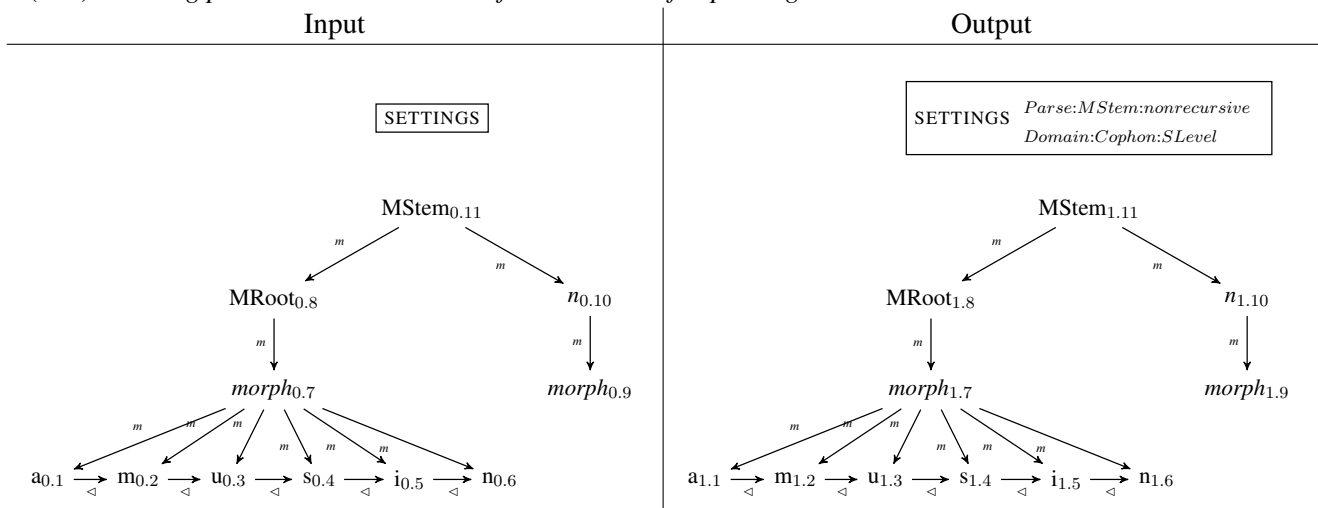 Input Output
SETTINGS
SETTINGS Parse:MStem:nonrecursive
Domain:Cophon:SLevel
MStem0.11 MStem1.11
m m m m
MRoot0.8 n0.10 MRoot1.8 n1.10
m m m m
morph0.7 morph0.9 morph1.7 morph1.9
m m m m m m m m m m m m
a0.1 m0.2 u0.3 s0.4 i0.5 n0.6 a1.1 m1.2 u1.3 s1.4 i1.5 n1.6
◁ ◁ ◁ ◁ ◁ ◁ ◁ ◁ ◁ ◁